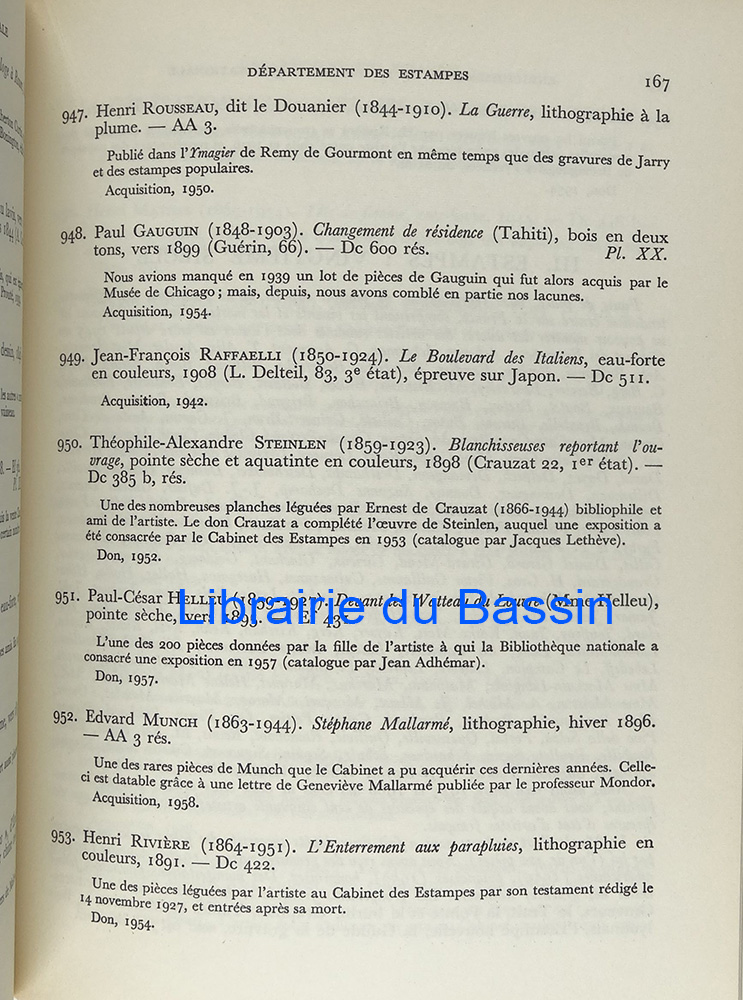 DÉPARTEMENT DES ESTAMPES
167
947. Henri ROUSSEAU, dit le Douanier (1844-1910). La Guerre, lithographie à la
plume. — AA 3.
Publié dans l'Ymagier de Remy de Gourmont en même temps que des gravures de Jarry
et des estampes populaires.
Acquisition, 1950.
948. Paul GAUGUIN (1848-1903). Changement de résidence (Tahiti), bois en deux
tons, vers 1899 (Guérin, 66). — Dc 600 rés. Pl. XX.
Nous avions manqué en 1939 un lot de pièces de Gauguin qui fut alors acquis par le
Musée de Chicago ; mais, depuis, nous avons comblé en partie nos lacunes.
Acquisition, 1954.
949. Jean-François RAFFAELLI (1850-1924). Le Boulevard des Italiens, eau-forte
en couleurs, 1908 (L. Delteil, 83, 3e état), épreuve sur Japon. — Dc 511.
Acquisition, 1942.
950. Théophile-Alexandre STEINLEN (1859-1923). Blanchisseuses reportant l'ou-
vrage, pointe sèche et aquatinte en couleurs, 1898 (Crauzat 22, 1er état). —
Dc 385 b, rés.
Une des nombreuses planches léguées par Ernest de Crauzat (1866-1944) bibliophile et
ami de l'artiste. Le don Crauzat a complété l'œuvre de Steinlen, auquel une exposition a
été consacrée par le Cabinet des Estampes en 1953 (catalogue par Jacques Lethève).
Don, 1952.
951. Paul-César HELLEU (1859-1927). Devant les Watteau du Louvre (Mme Helleu),
pointe sèche, vers 1895. — Ef 431
Librairie du Bassin
L'une des 200 pièces données par la fille de l'artiste à qui la Bibliothèque nationale a
consacré une exposition en 1957 (catalogue par Jean Adhémar).
Don, 1957.
952. Edvard MUNCH (1863-1944). Stéphane Mallarmé, lithographie, hiver 1896.
— AA 3 rés.
Une des rares pièces de Munch que le Cabinet a pu acquérir ces dernières années. Celle-
ci est datable grâce à une lettre de Geneviève Mallarmé publiée par le professeur Mondor.
Acquisition, 1958.
953. Henri RIVIÈRE (1864-1951). L'Enterrement aux parapluies, lithographie en
couleurs, 1891. — Dc 422.
Une des pièces léguées par l'artiste au Cabinet des Estampes par son testament rédigé le
14 novembre 1927, et entrées après sa mort.
Don, 1954.